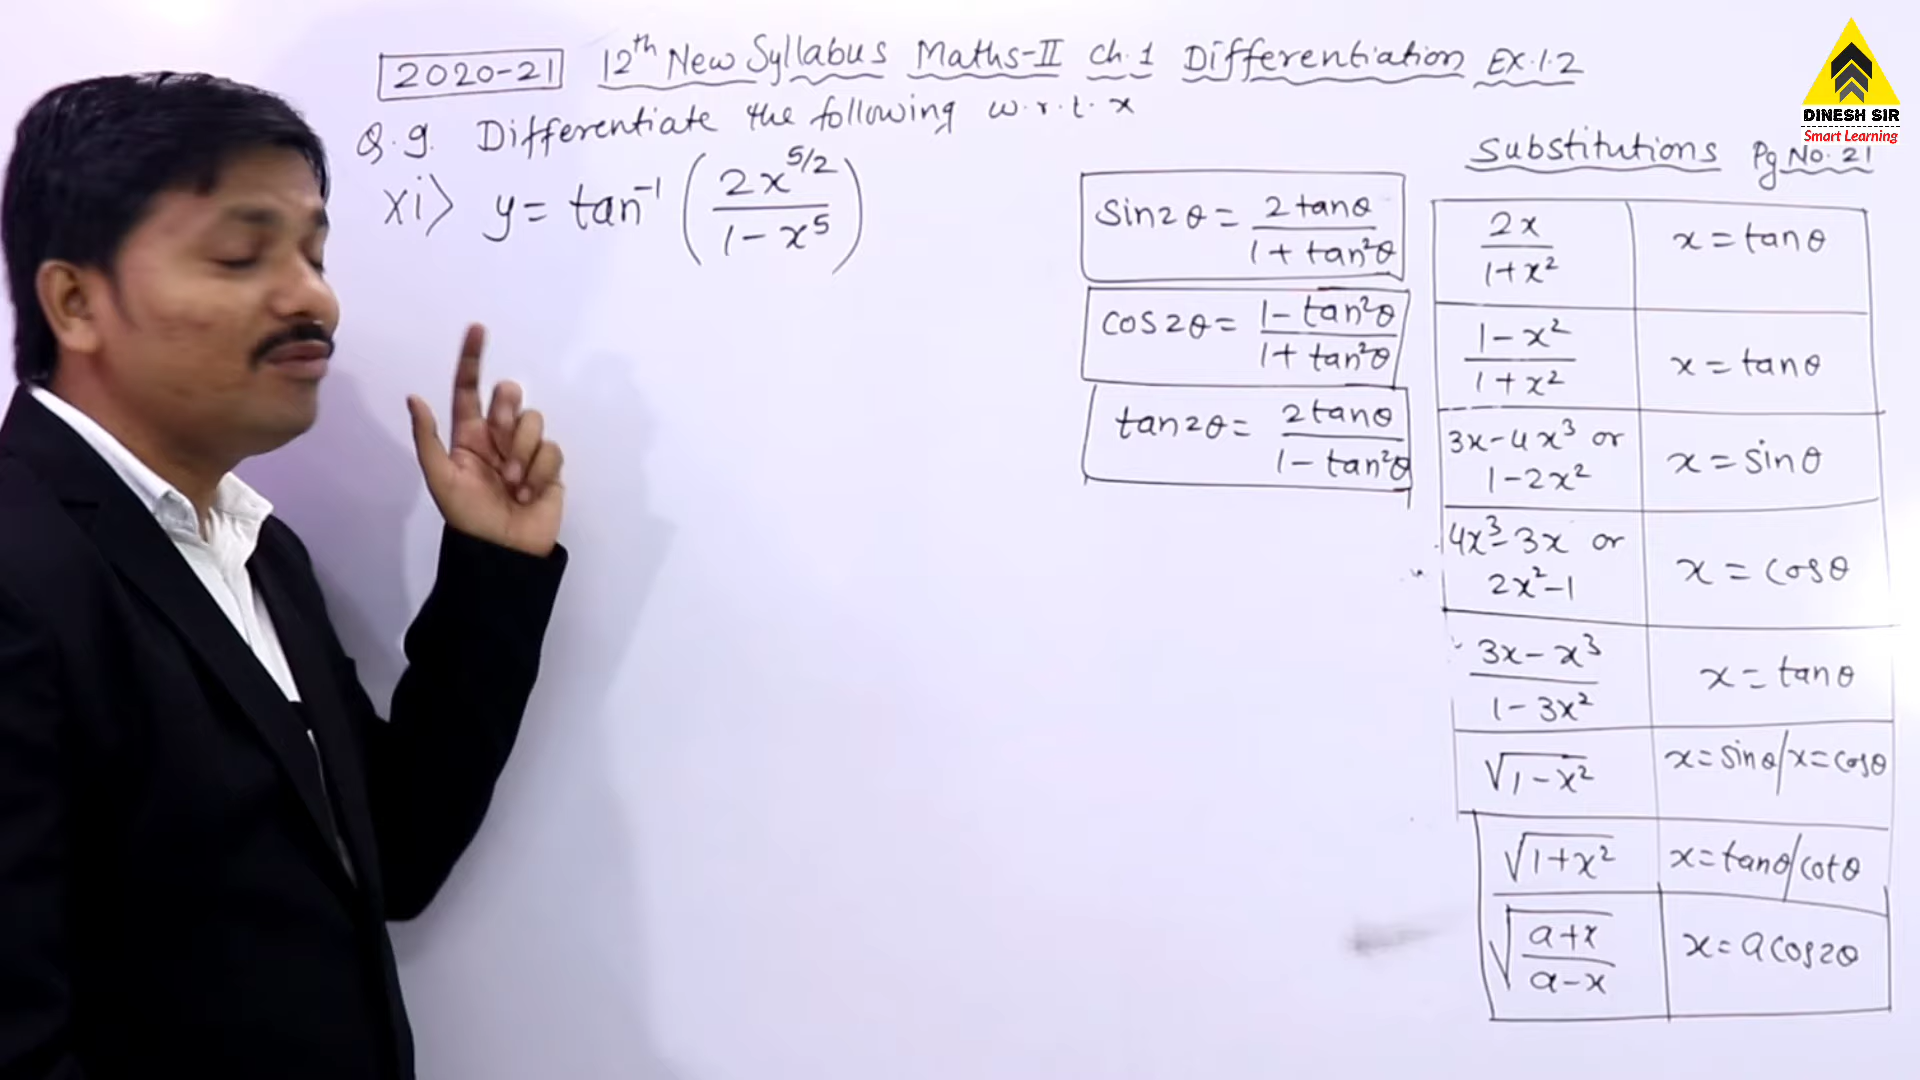 2020-21 12th New Syllabus Maths-II Ch.1 Differentiation Ex.1.2
Q.9. Differentiate the following w.r.t. x
xi> y = tan⁻¹ (2x^5/2 / 1 - x⁵)
sin2θ = 2tanθ / 1 + tan²θ
cos2θ = 1 - tan²θ / 1 + tan²θ
tan2θ = 2tanθ / 1 - tan²θ
DINESH SIR
Smart Learning
Substitutions Pg No. 21
2x / 1+x² x = tanθ
1-x² / 1+x² x = tanθ
3x-4x³ or
1-2x² x = sinθ
4x³-3x or
2x²-1 x = cosθ
3x-x³ / 1-3x² x = tanθ
√1-x² x = sinθ/x = cosθ
√1+x² x = tanθ/cotθ
√a+x / a-x x = a cos2θ